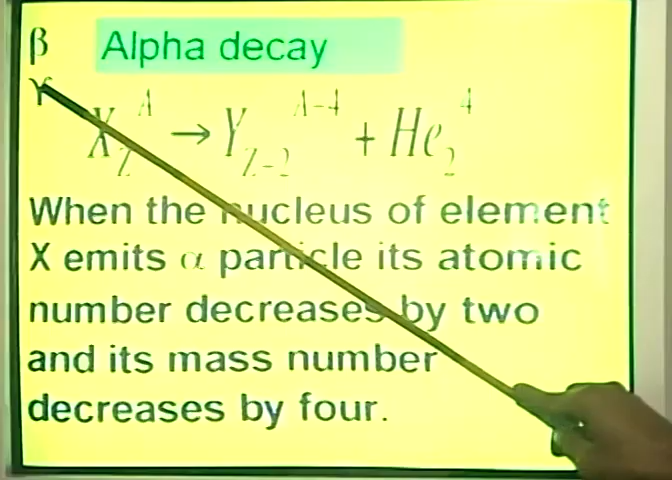 β Alpha decay
γ
X_Z^A → Y_{Z-2}^{A-4} + He_2^4
When the nucleus of element
X emits α particle its atomic
number decreases by two
and its mass number
decreases by four.